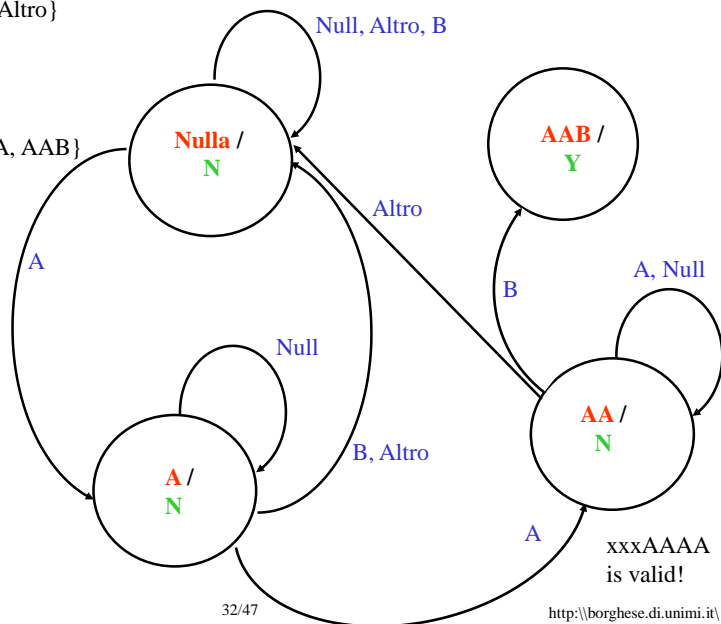 Altro}
Null, Altro, B
Nulla /
N
AAB /
Y
A, AAB}
Altro
A
B
A, Null
Null
AA /
N
B, Altro
A /
N
A
xxxAAAA
is valid!
32/47
http:\\borghese.di.unimi.it\